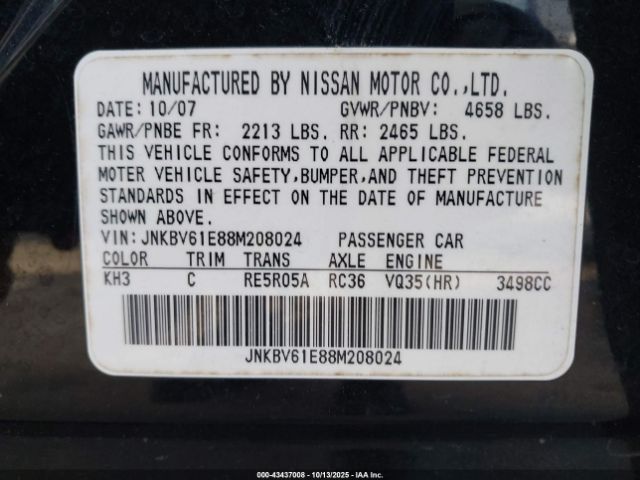 MANUFACTURED BY NISSAN MOTOR CO.,LTD.
DATE: 10/07 GVWR/PNBV: 4658 LBS.
GAWR/PNBE FR: 2213 LBS. RR: 2465 LBS.
THIS VEHICLE CONFORMS TO ALL APPLICABLE FEDERAL
MOTOR VEHICLE SAFETY,BUMPER,AND THEFT PREVENTION
STANDARDS IN EFFECT ON THE DATE OF MANUFACTURE
SHOWN ABOVE.
VIN:JNKBV61E88M208024 PASSENGER CAR
COLOR TRIM TRANS AXLE ENGINE
KH3 C RE5R05A RC36 VQ35(HR) 3498CC
JNKBV61E88M208024
000-43437008 - 10/13/2025 - IAAI.COM